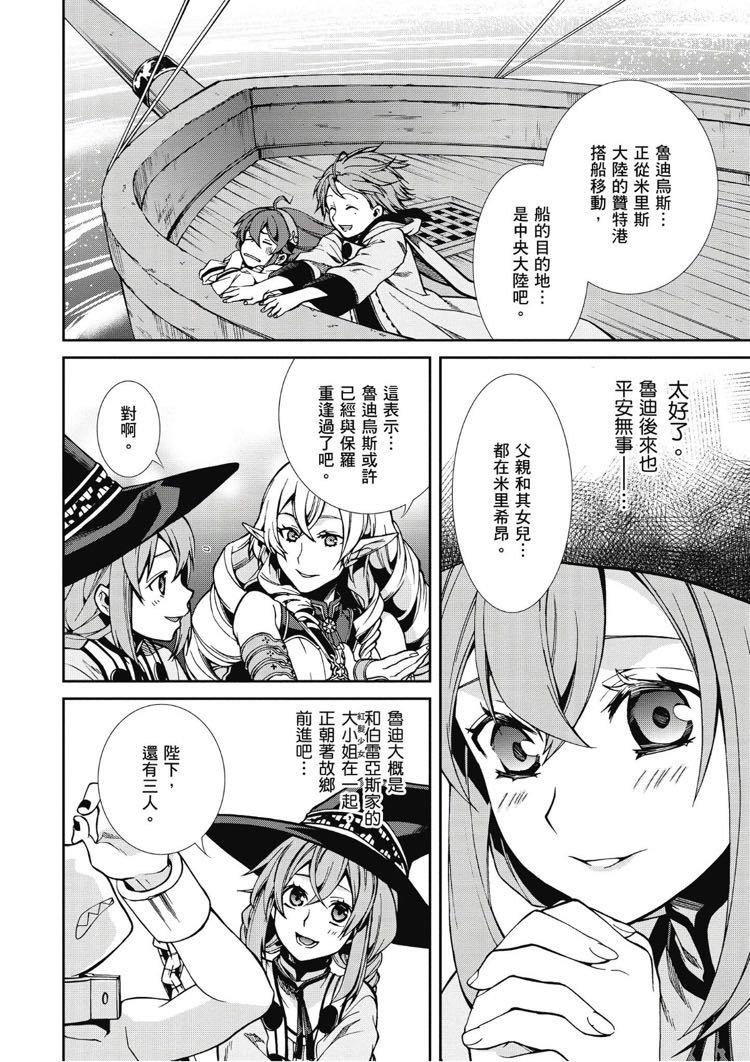 魯迪烏斯…
正從米里斯
大陸的贊特港
搭船移動，
船的目的地…
是中央大陸吧。
太好了。
魯迪後來也
平安無事——…
父親和其女兒…
都在米里希昂。
這表示…
魯迪烏斯或許
已經與保羅
重逢過了吧。
對啊。
魯迪大概是
和伯雷亞斯家的
大小姐在一起，
紅髮少女
正朝著故鄉
前進吧…
陛下，
還有三人。